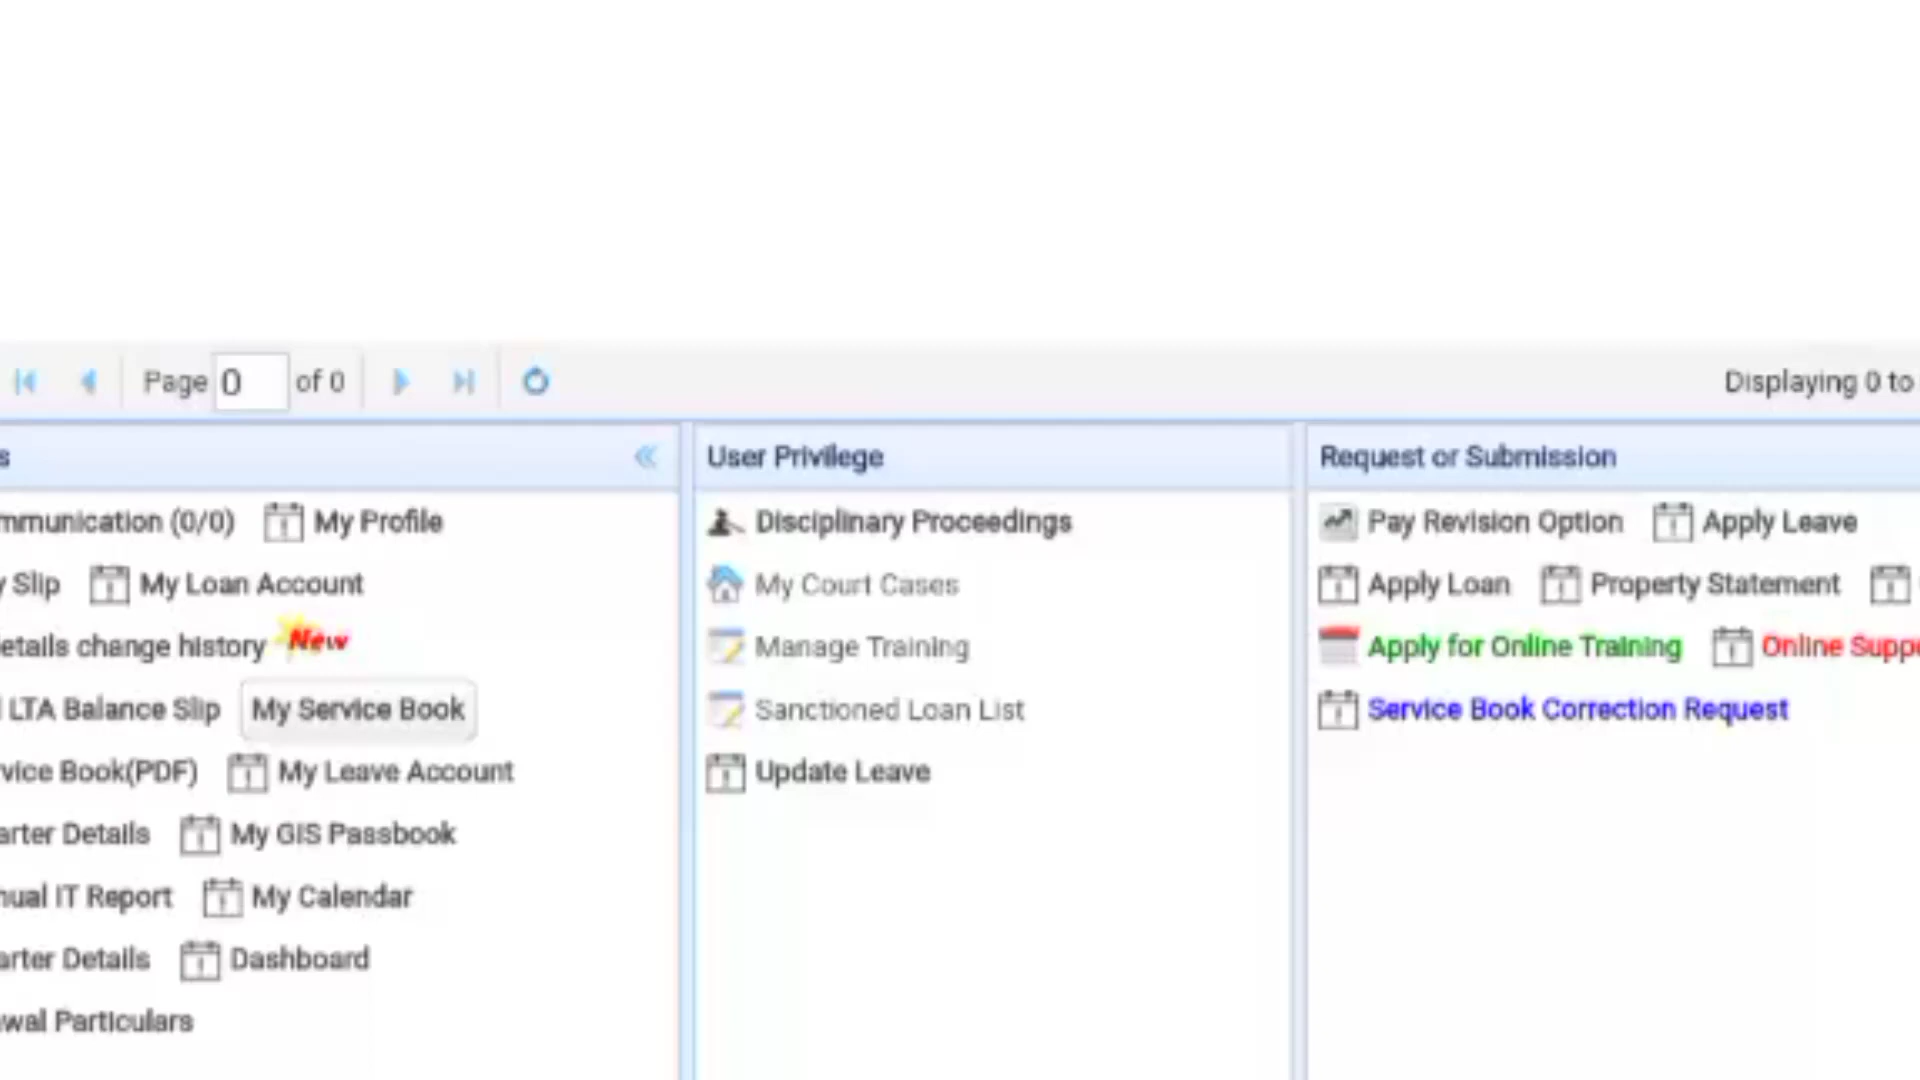 Page 0 of 0 Displaying 0 to
s User Privilege Request or Submission
mmunication (0/0) My Profile Disciplinary Proceedings Pay Revision Option Apply Leave
y Slip My Loan Account My Court Cases Apply Loan Property Statement
etails change history New Manage Training Apply for Online Training Online Suppo
LTA Balance Slip My Service Book Sanctioned Loan List Service Book Correction Request
vice Book(PDF) My Leave Account Update Leave
arter Details My GIS Passbook
nual IT Report My Calendar
arter Details Dashboard
wal Particulars